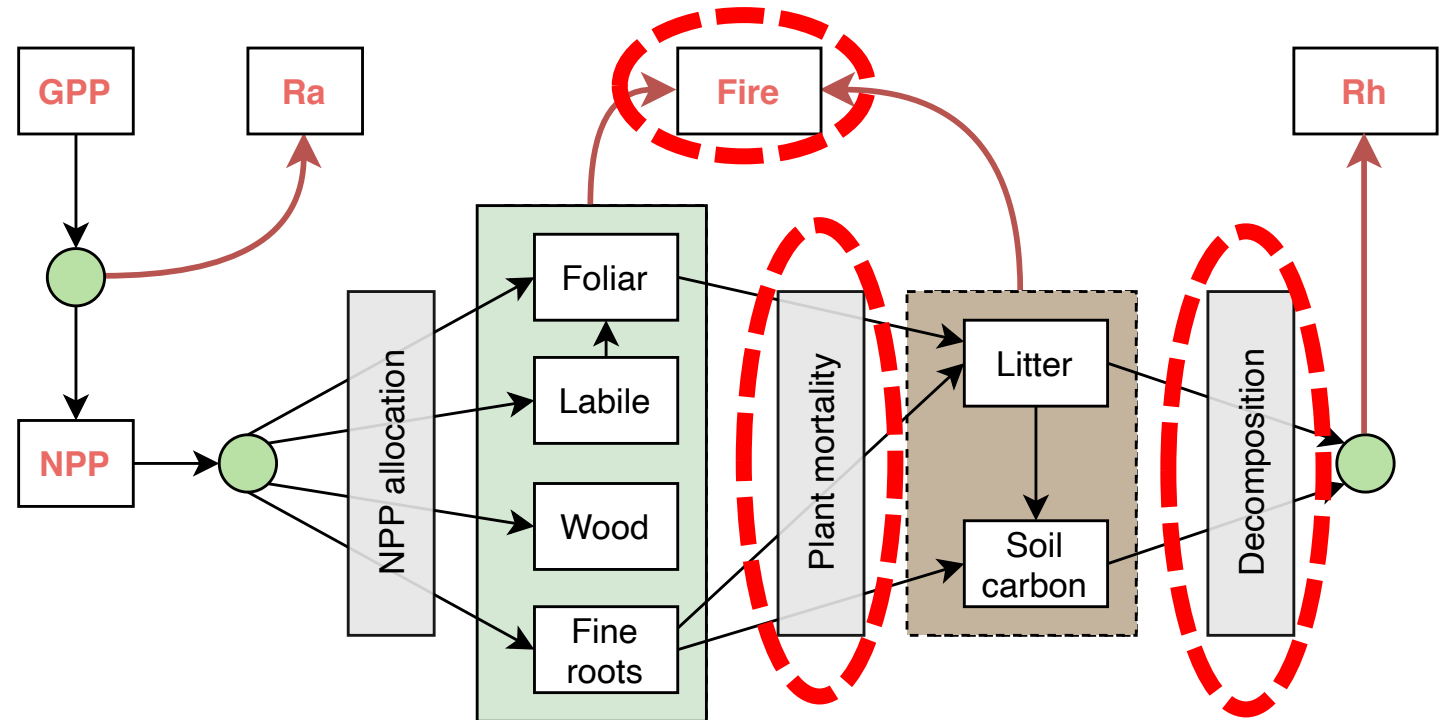 GPP
Ra
Fire
Rh
NPP
NPP allocation
Foliar
Labile
Wood
Fine
roots
Plant mortality
Litter
Soil
carbon
Decomposition